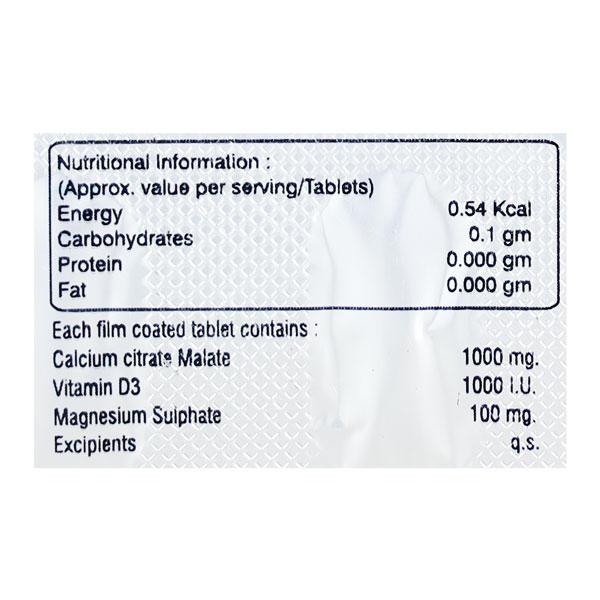 Nutritional Information :
(Approx. value per serving/Tablets)
Energy 0.54 Kcal
Carbohydrates 0.1 gm
Protein 0.000 gm
Fat 0.000 gm
Each film coated tablet contains :
Calcium citrate Malate 1000 mg.
Vitamin D3 1000 I.U.
Magnesium Sulphate 100 mg.
Excipients q.s.